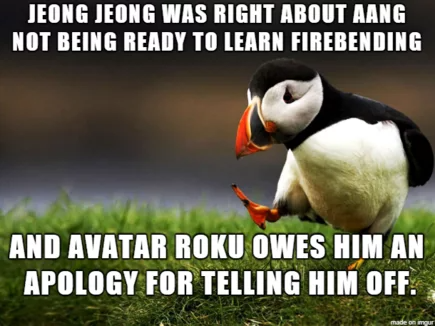 JEONG JEONG WAS RIGHT ABOUT AANG
NOT BEING READY TO LEARN FIREBENDING
AND AVATAR ROKU OWES HIM AN
APOLOGY FOR TELLING HIM OFF.
made on imgur